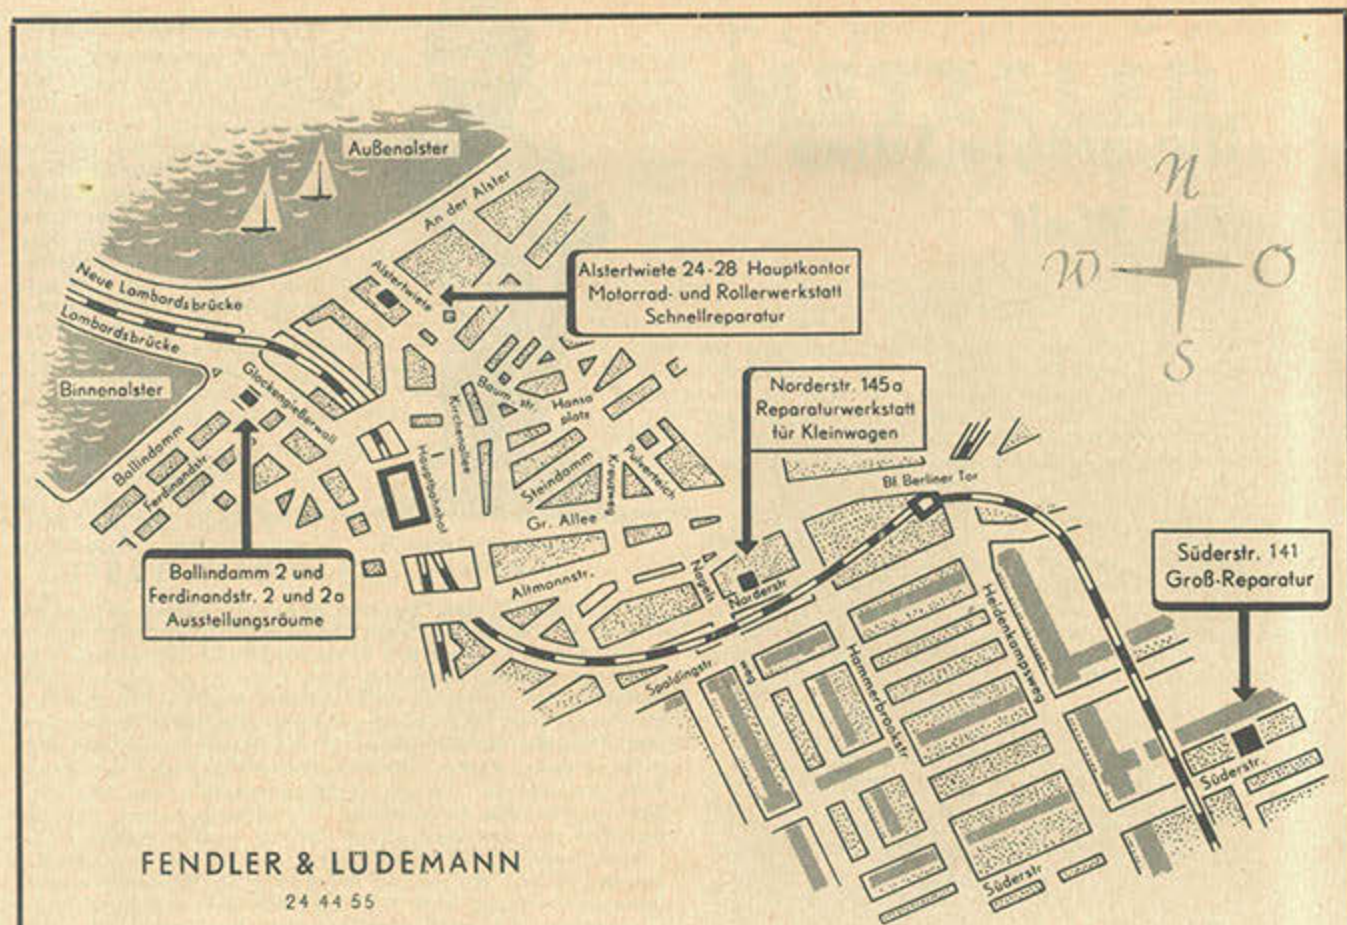 Außenalster
An der Alster
N
W
O
S
Neue Lombardsbrücke
Lombardsbrücke
Binnenalster
Alstertwiete
Alstertwiete 24-28 Hauptkontor
Motorrad- und Rollerwerkstatt
Schnellreparatur
Glockengießerwall
Ballindamm
Ferdinandstr.
Hauptbahnhof
Kirchenallee
Baum.
str.
Hansa
platz
Steindamm
Kreuzweg
Pulverteich
Gr. Allee
Altmannstr.
Norderstr. 145a
Reparaturwerkstatt
für Kleinwagen
Bf. Berliner Tor
Nagels
Norderstr
weg
Spaldingstr.
Hammerbrookstr.
Heidenkampsweg
Süderstr. 141
Groß-Reparatur
Süderstr.
Süderstr
Ballindamm 2 und
Ferdinandstr. 2 und 2a
Ausstellungsräume
FENDLER & LÜDEMANN
24 44 55